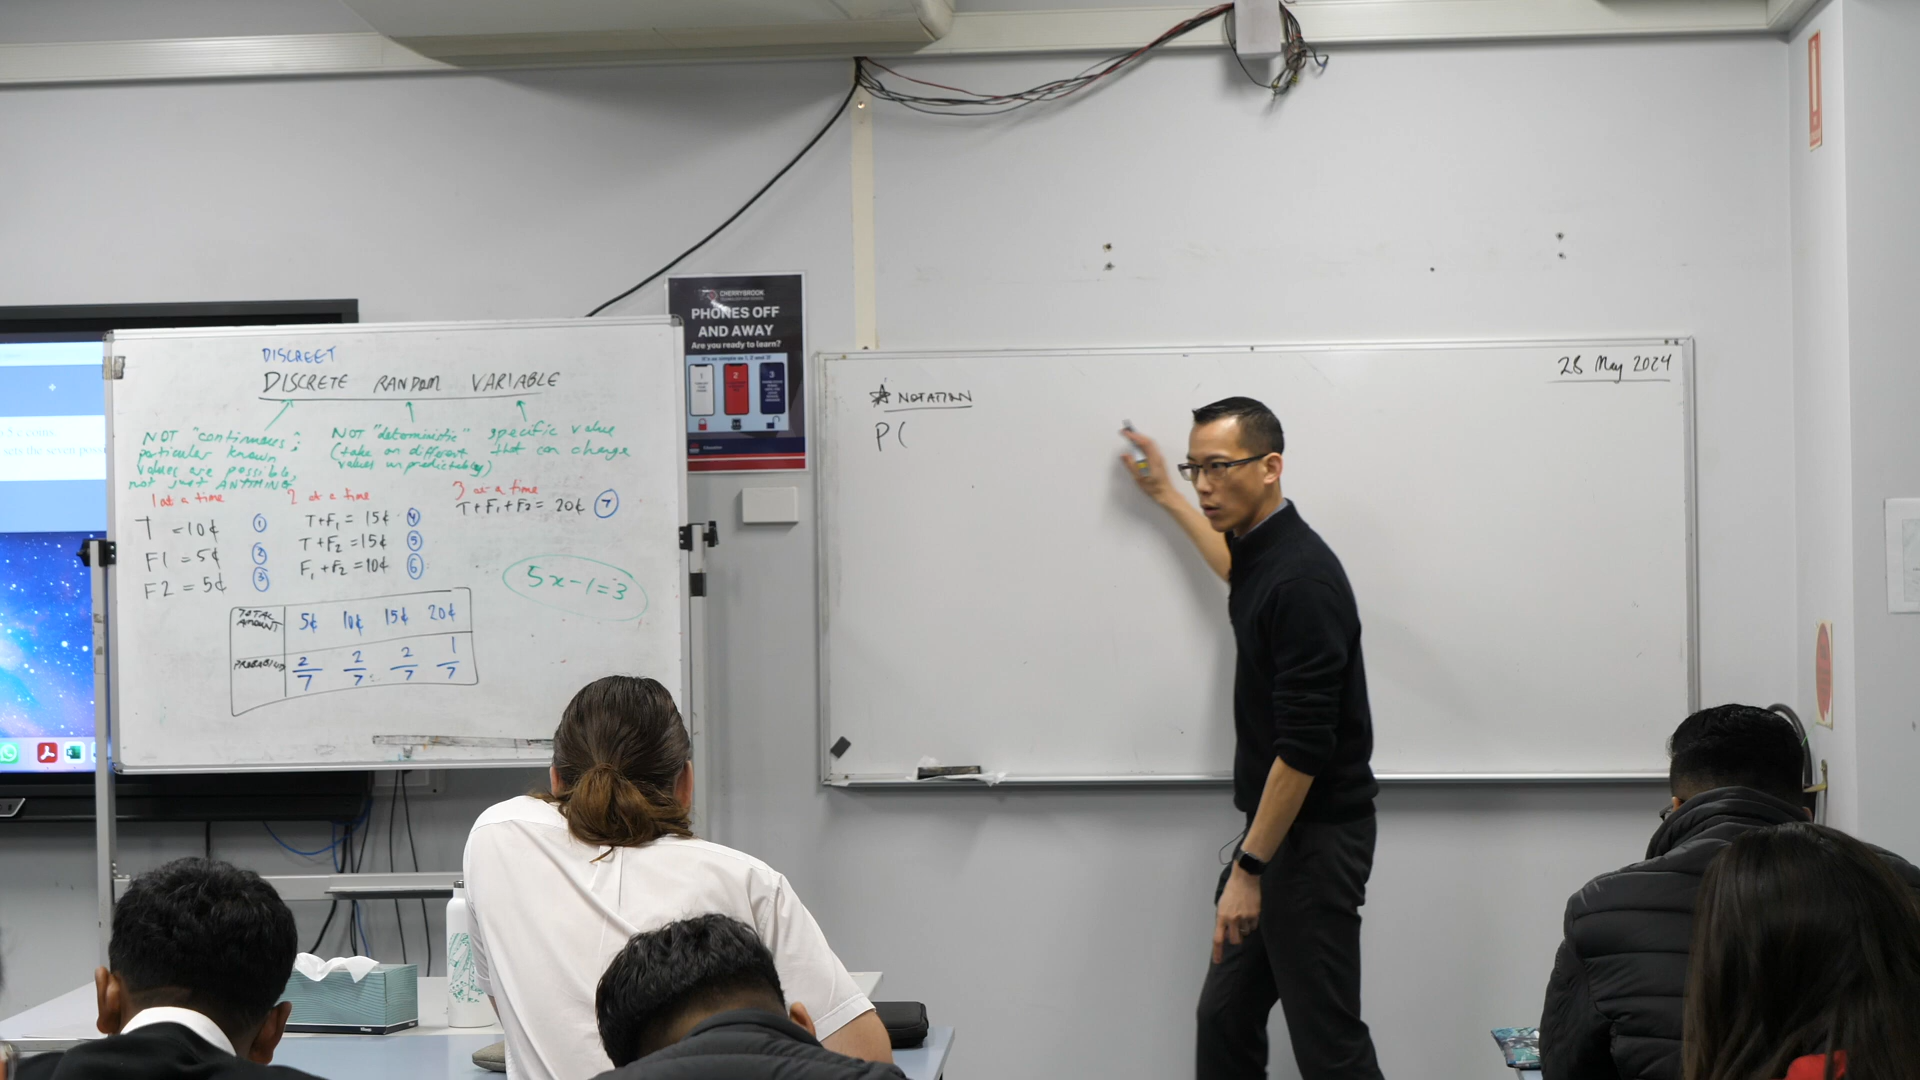 DISCREET
DISCRETE RANDOM VARIABLE
NOT "continuous";
particular known
values are possible,
not just ANYTHING
NOT "deterministic"
(take on different
values unpredictably)
specific value
that can change
1 at a time
T = 10¢ ①
F1 = 5¢ ②
F2 = 5¢ ③
2 at a time
T+F₁ = 15¢ ④
T+F₂ = 15¢ ⑤
F₁+F₂ = 10¢ ⑥
3 at a time
T+F₁+F₂ = 20¢ ⑦
5x-1=3
TOTAL AMOUNT 5¢ 10¢ 15¢ 20¢
2/7 2/7 2/7 1/7
CHERRYBROOK
PHONES OFF
AND AWAY
Are you ready to learn?
1 2 3
NOTATION
P(
28 May 2024